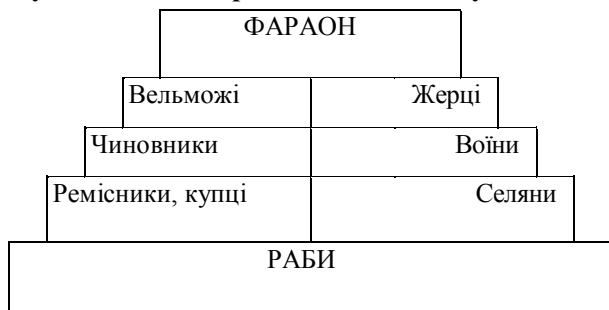 ФАРАОН
Вельможі Жерці
Чиновники Воїни
Ремісники, купці Селяни
РАБИ